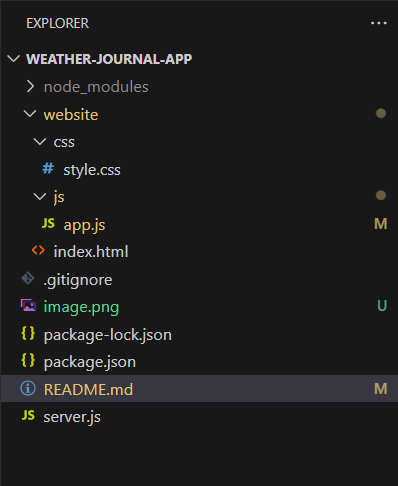 EXPLORER ...
WEATHER-JOURNAL-APP
node_modules
website
css
# style.css
js
JS app.js M
<> index.html
.gitignore
image.png U
{} package-lock.json
{} package.json
README.md M
JS server.js